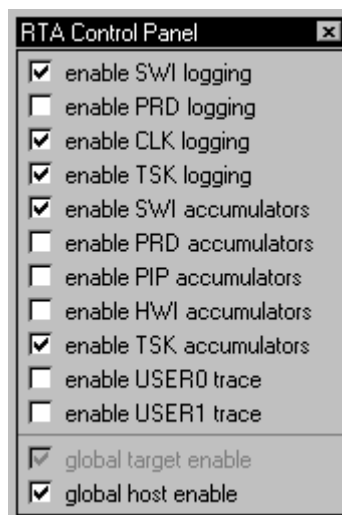 RTA Control Panel
enable SWI logging
enable PRD logging
enable CLK logging
enable TSK logging
enable SWI accumulators
enable PRD accumulators
enable PIP accumulators
enable HWI accumulators
enable TSK accumulators
enable USER0 trace
enable USER1 trace
global target enable
global host enable